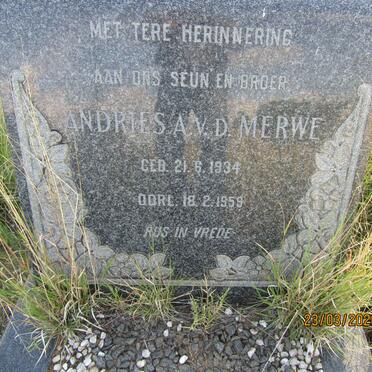 MET TERE HERINNERING
AAN ONS SEUN EN BROER
ANDRIES A. V. D. MERWE
GEB. 21. 6. 1934
OORL. 18. 2. 1959
RUS IN VREDE
23/03/202